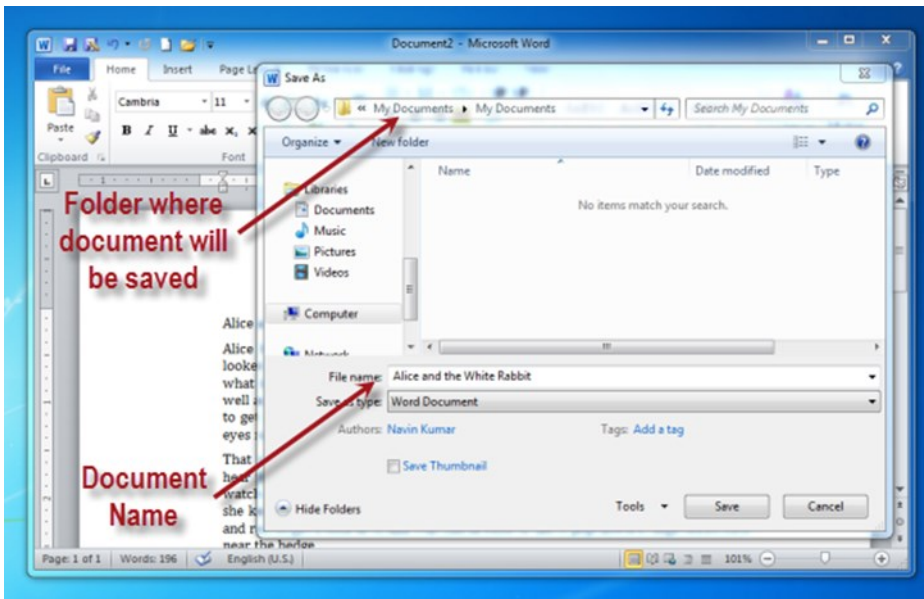 Document2 - Microsoft Word
File Home Insert Page L
Save As
Cambria 11
« My Documents ▸ My Documents Search My Documents
Paste B I U abc x, x
Organize New folder
Clipboard Font
Name Date modified Type
Libraries
No items match your search.
Documents
Music
Pictures
Videos
Folder where
document will
be saved
Computer
Network
Alice
Alice
looke
what
well a
to get
eyes
That
hear
watch
she k
and r
near the hedge
File name: Alice and the White Rabbit
Save as type: Word Document
Authors: Navin Kumar Tags: Add a tag
Save Thumbnail
Document
Name
Hide Folders Tools Save Cancel
Page: 1 of 1 Words: 196 English (U.S.) 101%